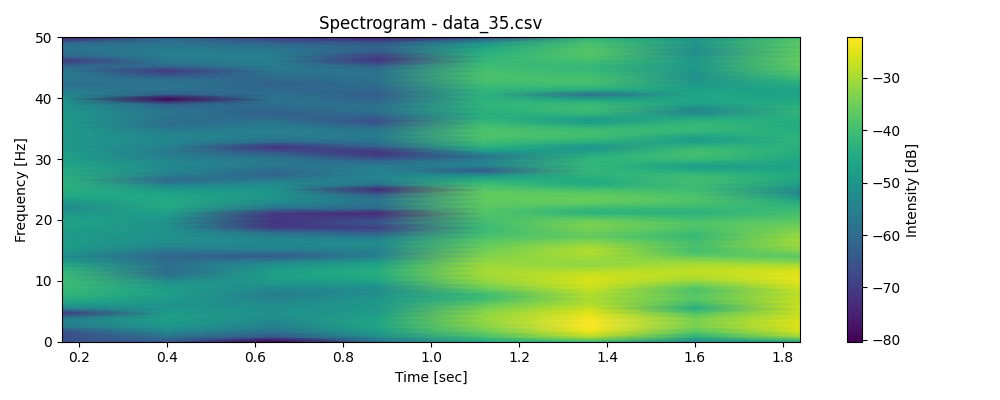 Spectrogram - data_35.csv
50
40
30
20
10
0
Frequency [Hz]
0.2 0.4 0.6 0.8 1.0 1.2 1.4 1.6 1.8
Time [sec]
−30
−40
−50
−60
−70
−80
Intensity [dB]